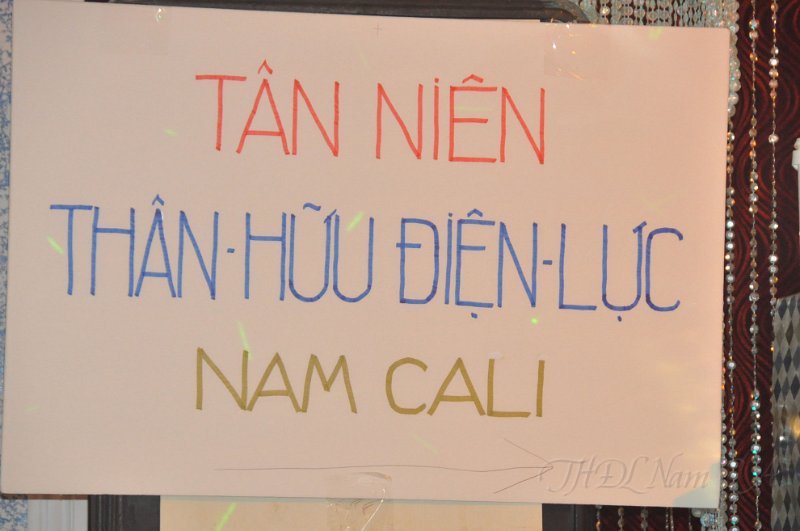 TÂN NIÊN
THÂN-HỮU ĐIỆN-LỰC
NAM CALI
THĐL Nam